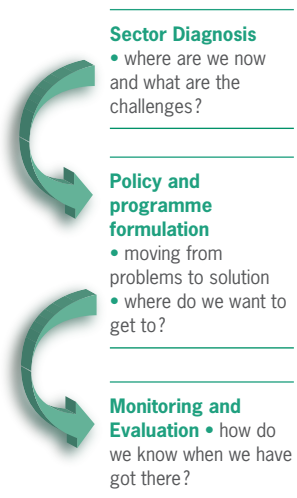 Sector Diagnosis
• where are we now
and what are the
challenges?
Policy and
programme
formulation
• moving from
problems to solution
• where do we want to
get to?
Monitoring and
Evaluation • how do
we know when we have
got there?